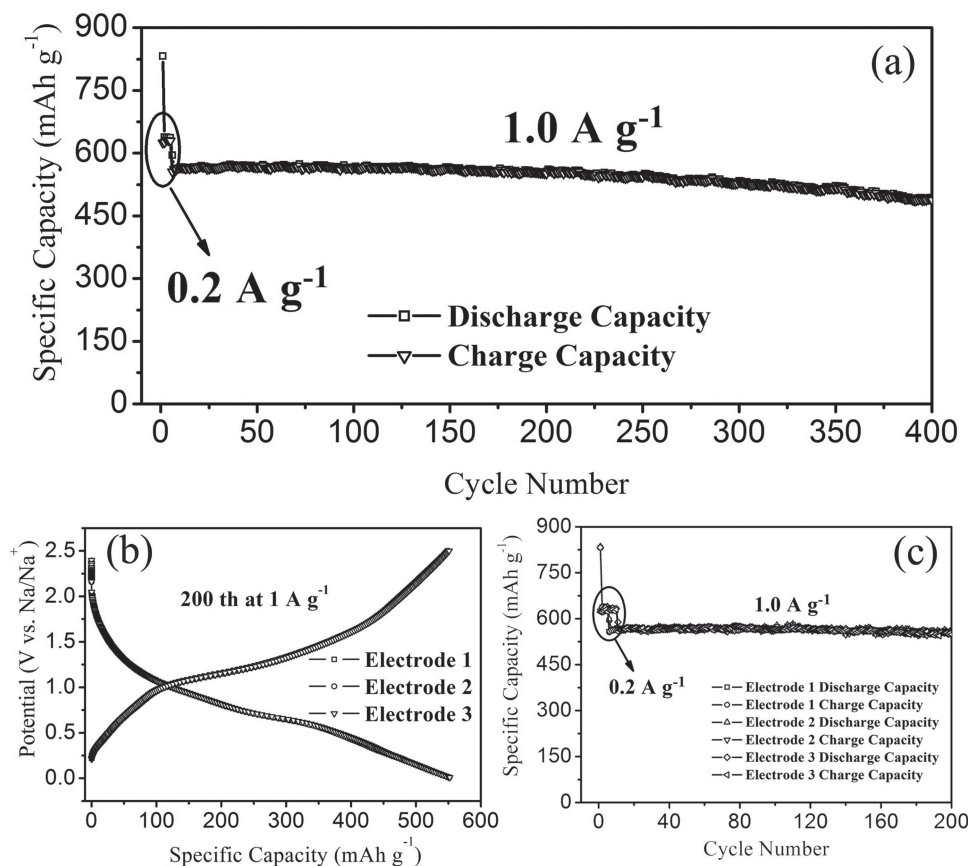 (a)
1.0 A g⁻¹
0.2 A g⁻¹
Discharge Capacity
Charge Capacity
Specific Capacity (mAh g⁻¹)
900
750
600
450
300
150
0
0 50 100 150 200 250 300 350 400
Cycle Number
(b)
200 th at 1 A g⁻¹
Electrode 1
Electrode 2
Electrode 3
Potential (V vs. Na/Na⁺)
2.5
2.0
1.5
1.0
0.5
0.0
0 100 200 300 400 500 600
Specific Capacity (mAh g⁻¹)
(c)
1.0 A g⁻¹
0.2 A g⁻¹
Electrode 1 Discharge Capacity
Electrode 1 Charge Capacity
Electrode 2 Discharge Capacity
Electrode 2 Charge Capacity
Electrode 3 Discharge Capacity
Electrode 3 Charge Capacity
Specific Capacity (mAh g⁻¹)
900
750
600
450
300
150
0
0 40 80 120 160 200
Cycle Number